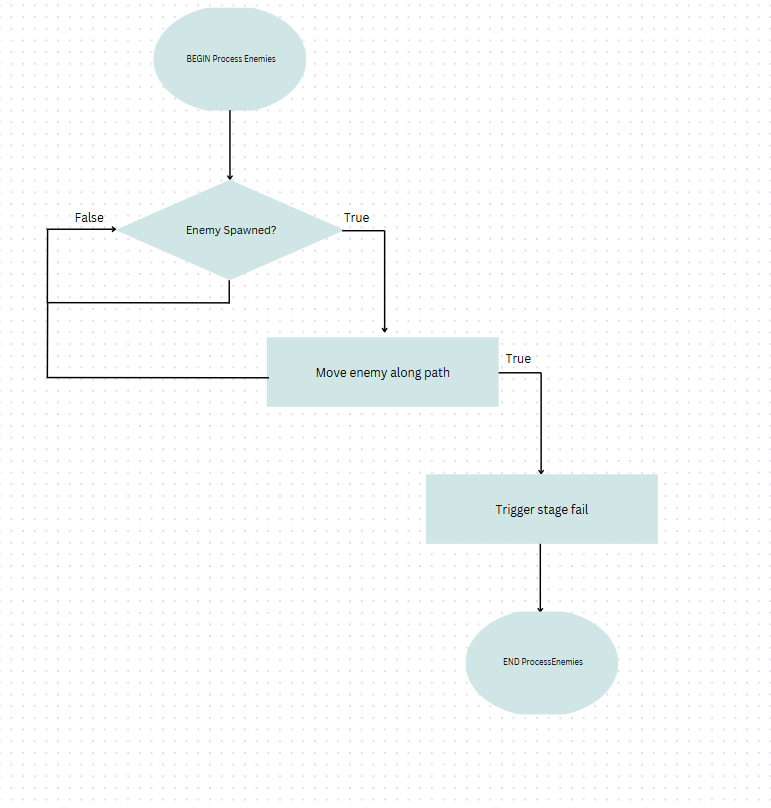 BEGIN Process Enemies
False
True
Enemy Spawned?
True
Move enemy along path
Trigger stage fail
END ProcessEnemies